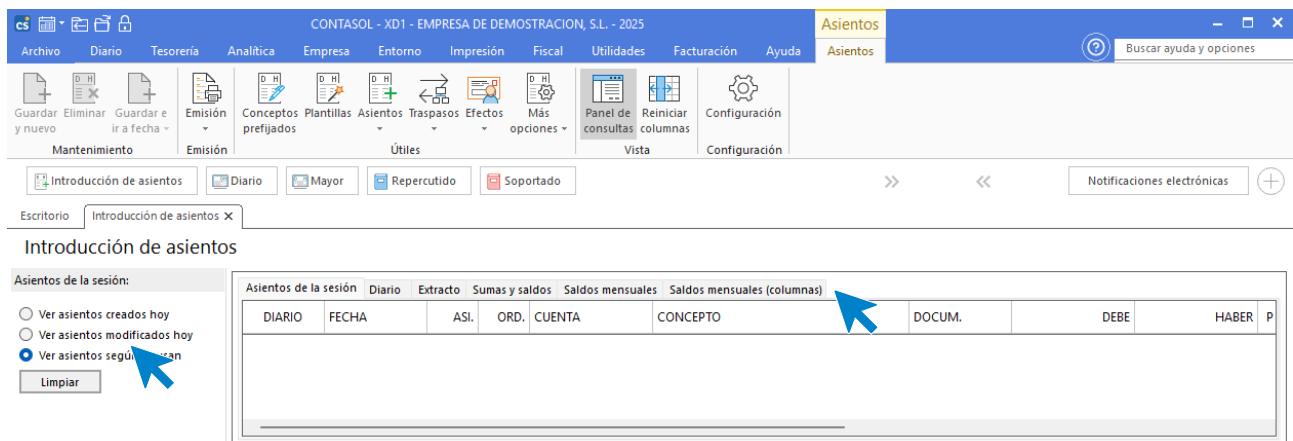 cs CONTASOL - XD1 - EMPRESA DE DEMOSTRACION, S.L. - 2025 Asientos
Archivo Diario Tesorería Analítica Empresa Entorno Impresión Fiscal Utilidades Facturación Ayuda Asientos Buscar ayuda y opciones
D H D H D H D H D H
Guardar Eliminar Guardar e Emisión Conceptos Plantillas Asientos Traspasos Efectos Más Panel de Reiniciar Configuración
y nuevo ir a fecha prefijados opciones consultas columnas
Mantenimiento Emisión Útiles Vista Configuración
Introducción de asientos Diario Mayor Repercutido Soportado Notificaciones electrónicas
Escritorio Introducción de asientos
Introducción de asientos
Asientos de la sesión:
Asientos de la sesión Diario Extracto Sumas y saldos Saldos mensuales Saldos mensuales (columnas)
Ver asientos creados hoy
DIARIO FECHA ASI. ORD. CUENTA CONCEPTO DOCUM. DEBE HABER P
Ver asientos modificados hoy
Ver asientos según
Limpiar